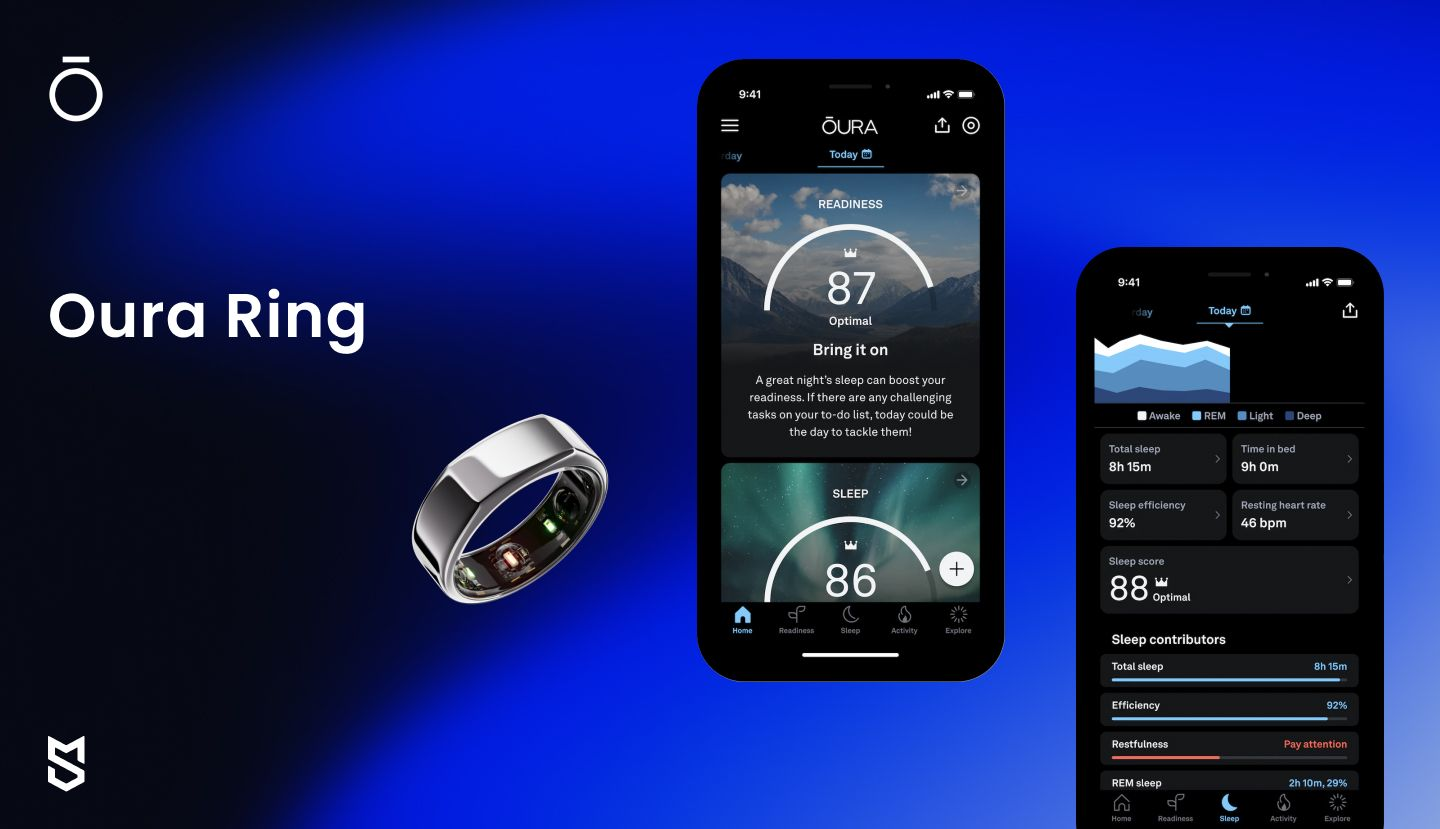 Oura Ring
9:41
ŌURA
rday
Today
READINESS
87
Optimal
Bring it on
A great night's sleep can boost your
readiness. If there are any challenging
tasks on your to-do list, today could be
the day to tackle them!
SLEEP
86
Home Readiness Sleep Activity Explore
9:41
rday
Today
Awake REM Light Deep
Total sleep
8h 15m
Time in bed
9h 0m
Sleep efficiency
92%
Resting heart rate
46 bpm
Sleep score
88
Optimal
Sleep contributors
Total sleep 8h 15m
Efficiency 92%
Restfulness Pay attention
REM sleep 2h 10m, 29%
Home Readiness Sleep Activity Explore